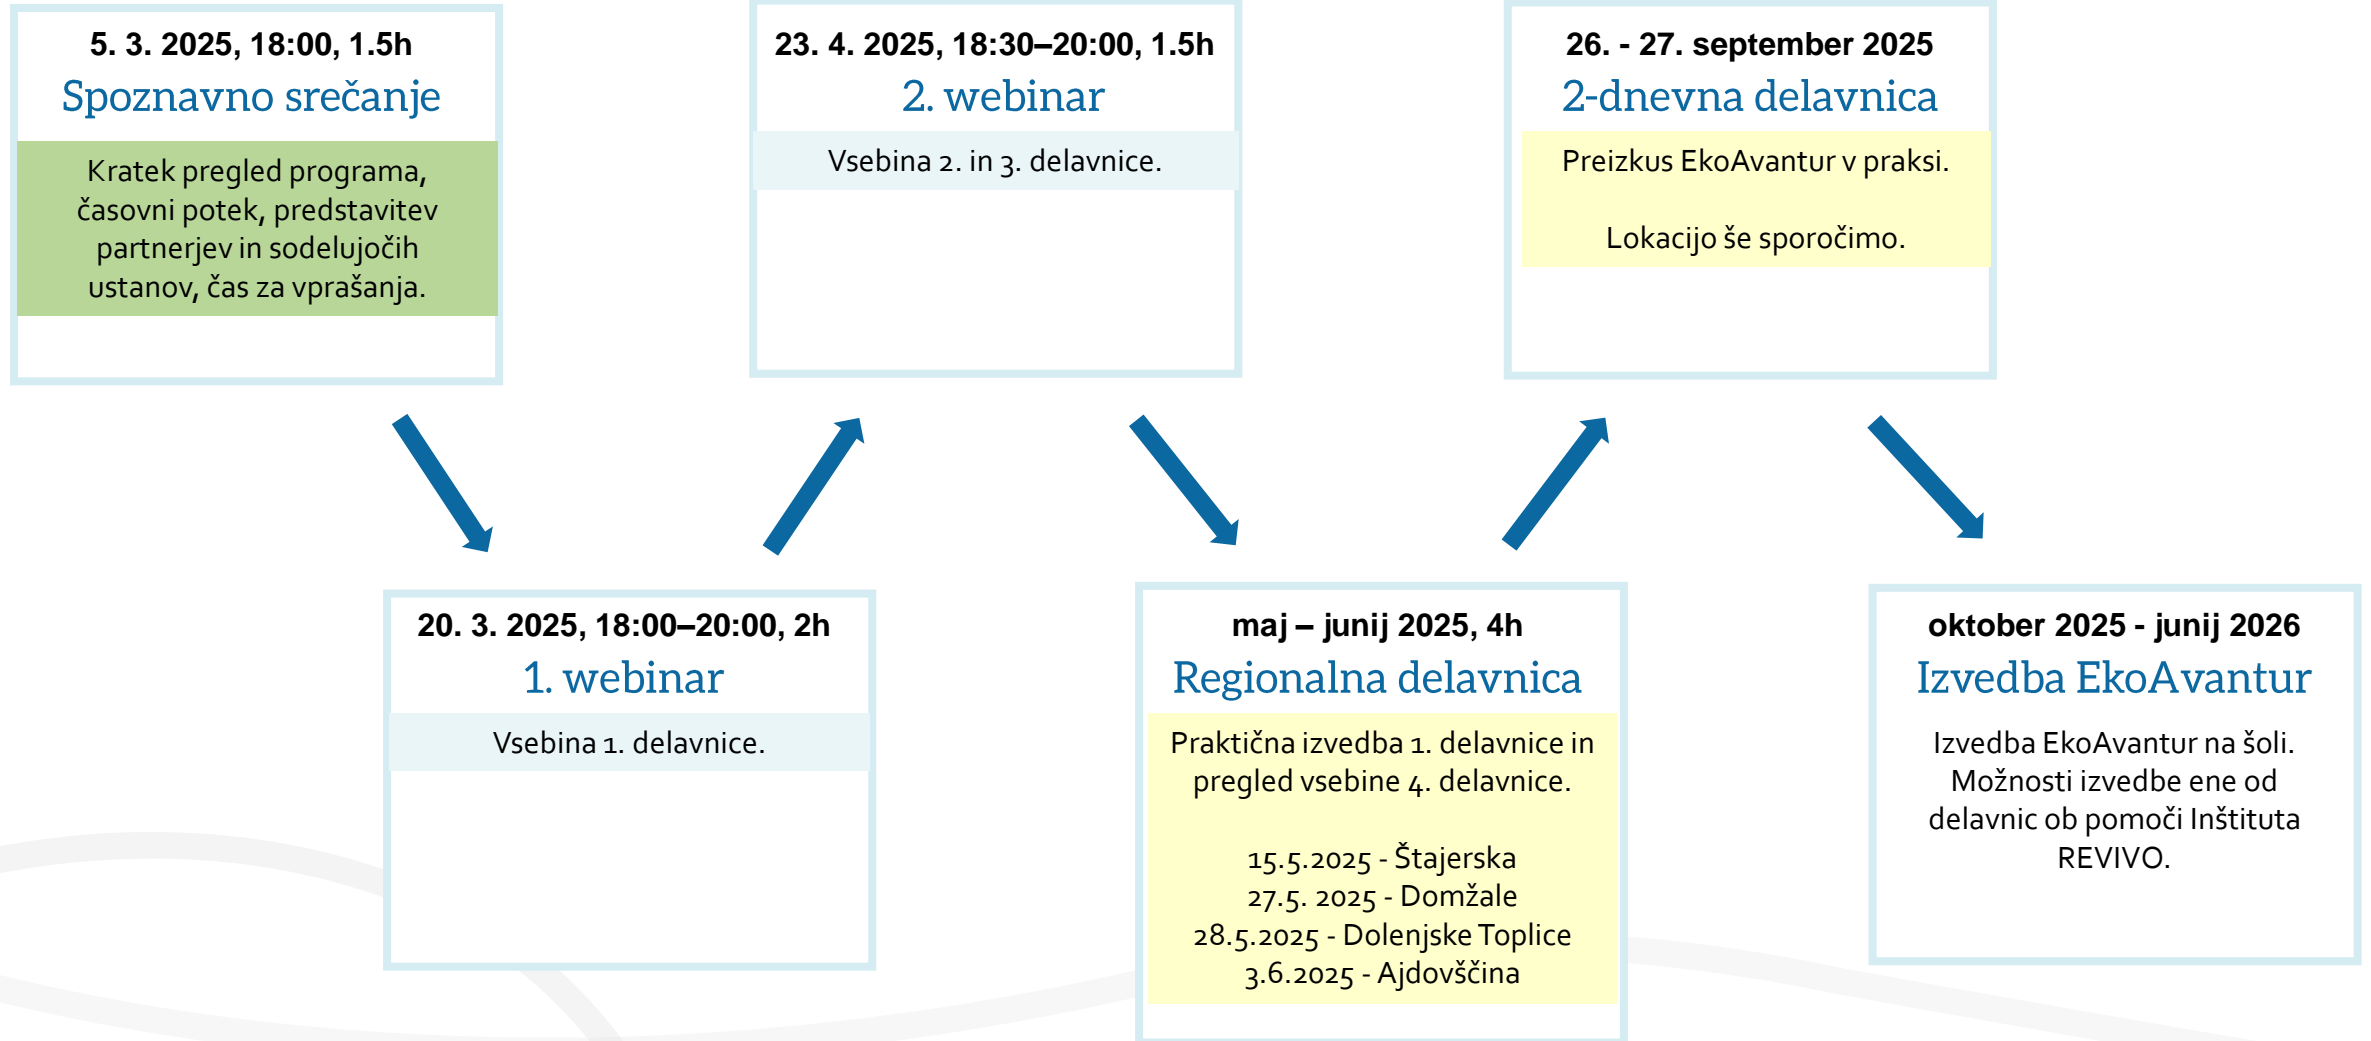 5. 3. 2025, 18:00, 1.5h
Spoznavno srečanje
Kratek pregled programa,
časovni potek, predstavitev
partnerjev in sodelujočih
ustanov, čas za vprašanja.
20. 3. 2025, 18:00–20:00, 2h
1. webinar
Vsebina 1. delavnice.
23. 4. 2025, 18:30–20:00, 1.5h
2. webinar
Vsebina 2. in 3. delavnice.
maj – junij 2025, 4h
Regionalna delavnica
Praktična izvedba 1. delavnice in
pregled vsebine 4. delavnice.
15.5.2025 - Štajerska
27.5. 2025 - Domžale
28.5.2025 - Dolenjske Toplice
3.6.2025 - Ajdovščina
26. - 27. september 2025
2-dnevna delavnica
Preizkus EkoAvantur v praksi.
Lokacijo še sporočimo.
oktober 2025 - junij 2026
Izvedba EkoAvantur
Izvedba EkoAvantur na šoli.
Možnosti izvedbe ene od
delavnic ob pomoči Inštituta
REVIVO.